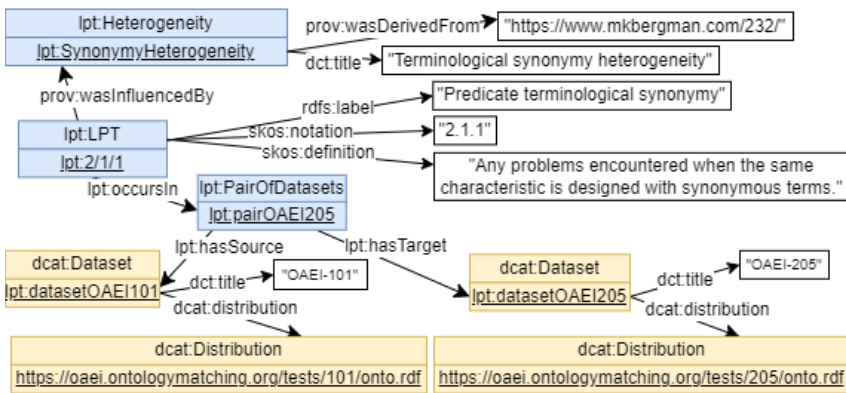 lpt:Heterogeneity
prov:wasDerivedFrom
"https://www.mkbergman.com/232/"
lpt:SynonymyHeterogeneity
dct:title
"Terminological synonymy heterogeneity"
prov:wasInfluencedBy
rdfs:label
"Predicate terminological synonymy"
lpt:LPT
skos:notation
"2.1.1"
lpt:2/1/1
skos:definition
"Any problems encountered when the same
characteristic is designed with synonymous terms."
lpt:occursIn
lpt:PairOfDatasets
lpt:pairOAEI205
lpt:hasSource
lpt:hasTarget
dcat:Dataset
dct:title
"OAEI-101"
lpt:datasetOAEI101
dcat:distribution
dcat:Dataset
dct:title
"OAEI-205"
lpt:datasetOAEI205
dcat:distribution
dcat:Distribution
https://oaei.ontologymatching.org/tests/101/onto.rdf
dcat:Distribution
https://oaei.ontologymatching.org/tests/205/onto.rdf